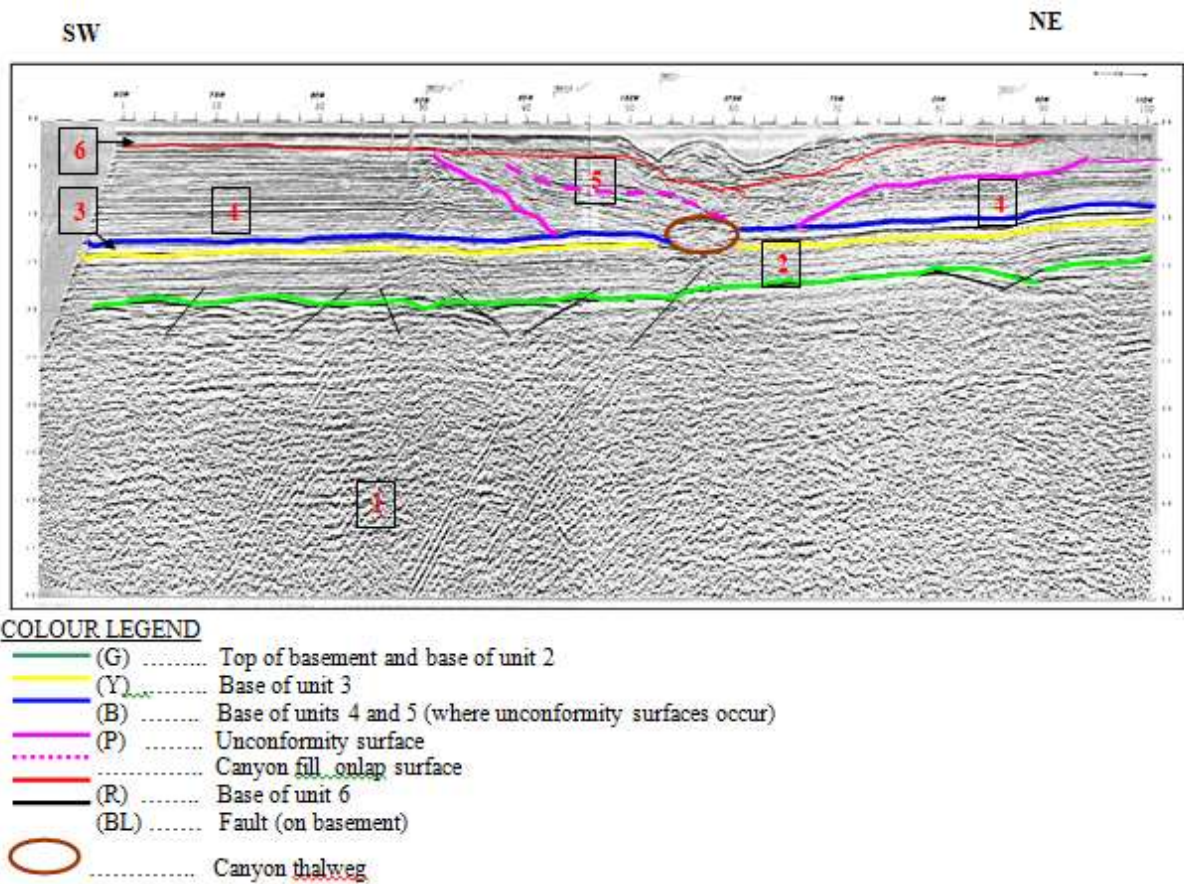 SW
NE
6
3
4
5
4
2
1
COLOUR LEGEND
(G) ......... Top of basement and base of unit 2
(Y) ......... Base of unit 3
(B) ......... Base of units 4 and 5 (where unconformity surfaces occur)
(P) ........ Unconformity surface
............. Canyon fill onlap surface
(R) ........ Base of unit 6
(BL) ....... Fault (on basement)
............. Canyon thalweg